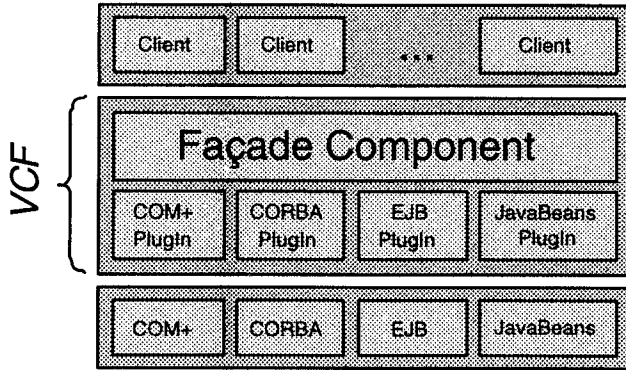 Client Client ... Client
VCF
Façade Component
COM+ CORBA EJB JavaBeans
PlugIn PlugIn PlugIn PlugIn
COM+ CORBA EJB JavaBeans